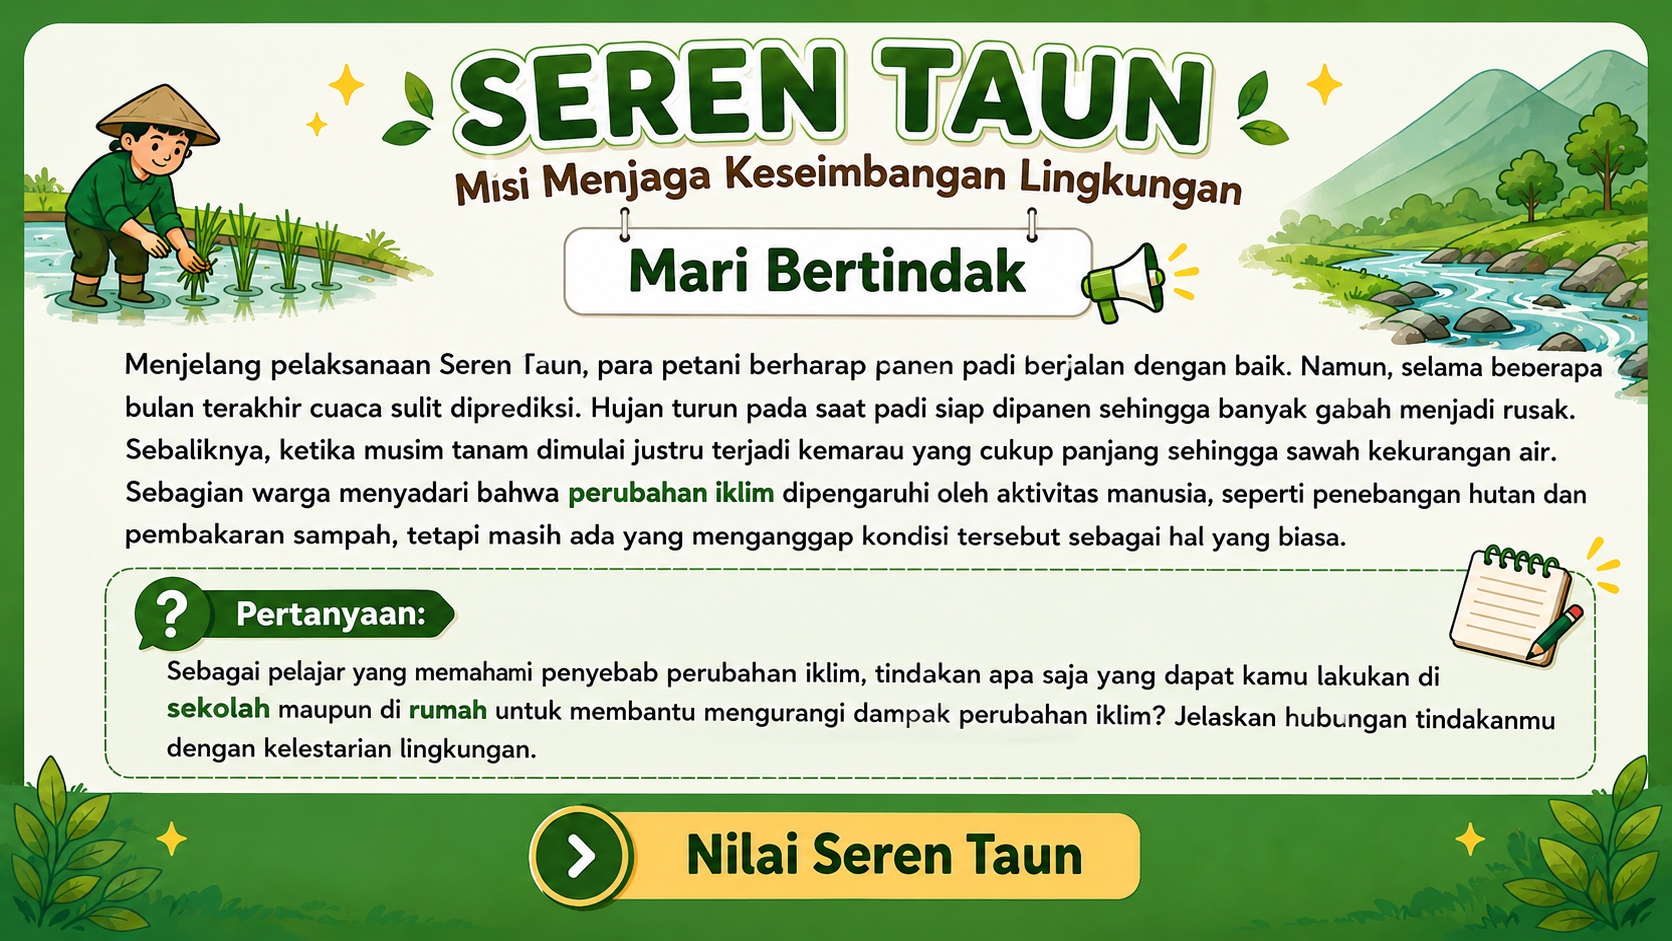 SEREN TAUN
Misi Menjaga Keseimbangan Lingkungan
Mari Bertindak
Menjelang pelaksanaan Seren Taun, para petani berharap panen padi berjalan dengan baik. Namun, selama beberapa
bulan terakhir cuaca sulit diprediksi. Hujan turun pada saat padi siap dipanen sehingga banyak gabah menjadi rusak.
Sebaliknya, ketika musim tanam dimulai justru terjadi kemarau yang cukup panjang sehingga sawah kekurangan air.
Sebagian warga menyadari bahwa perubahan iklim dipengaruhi oleh aktivitas manusia, seperti penebangan hutan dan
pembakaran sampah, tetapi masih ada yang menganggap kondisi tersebut sebagai hal yang biasa.
? Pertanyaan:
Sebagai pelajar yang memahami penyebab perubahan iklim, tindakan apa saja yang dapat kamu lakukan di
sekolah maupun di rumah untuk membantu mengurangi dampak perubahan iklim? Jelaskan hubungan tindakanmu
dengan kelestarian lingkungan.
Nilai Seren Taun